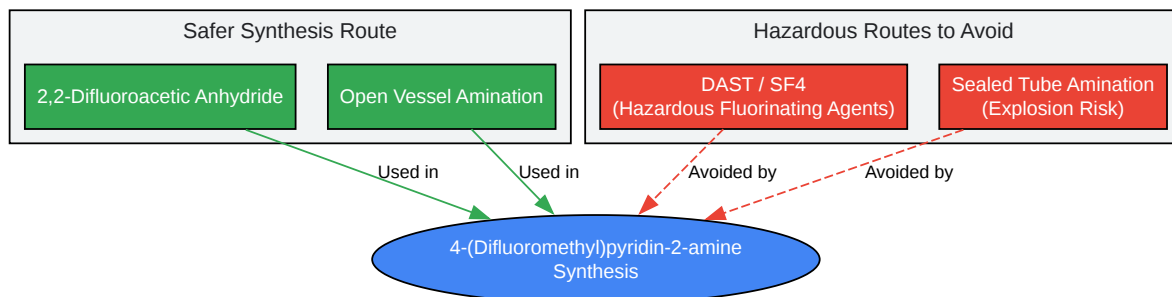 Safer Synthesis Route
2,2-Difluoroacetic Anhydride
Open Vessel Amination
Hazardous Routes to Avoid
DAST / SF4
(Hazardous Fluorinating Agents)
Sealed Tube Amination
(Explosion Risk)
Used in
Used in
Avoided by
Avoided by
4-(Difluoromethyl)pyridin-2-amine
Synthesis